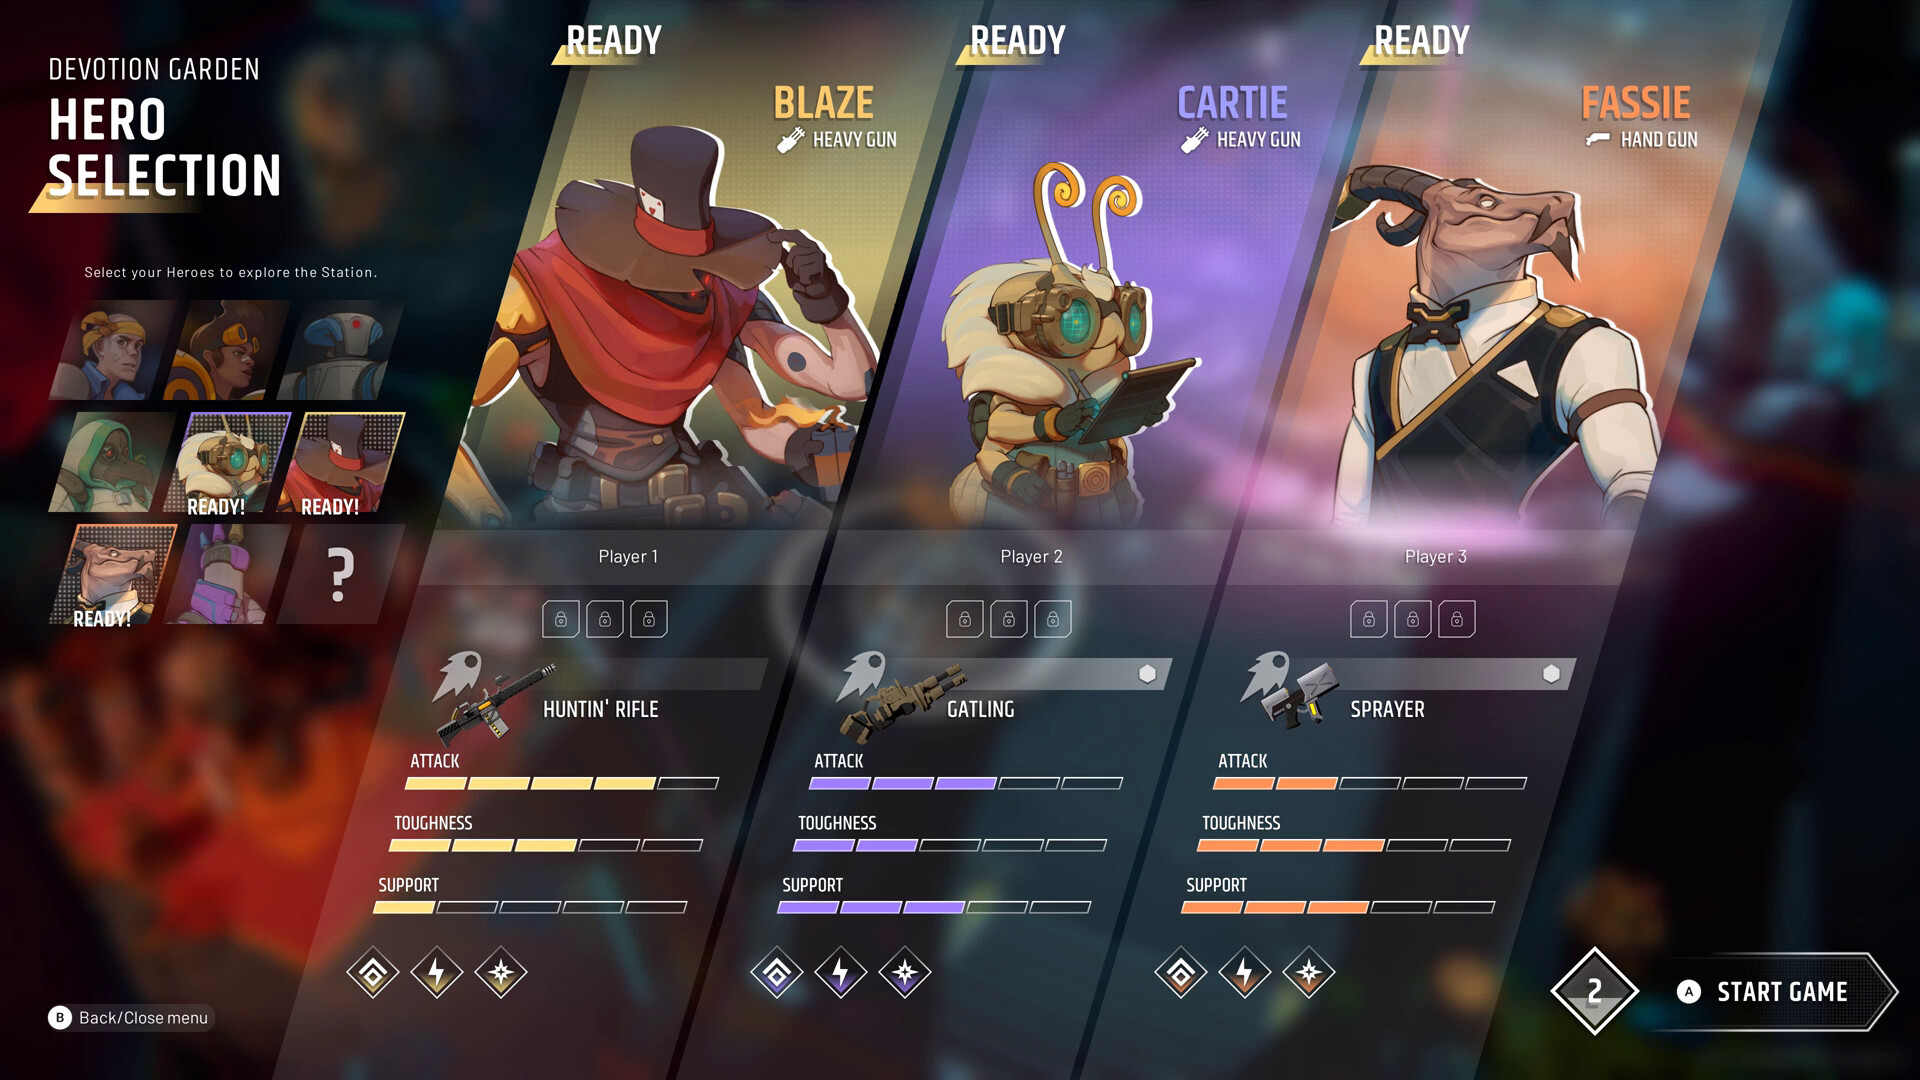 DEVOTION GARDEN
HERO
SELECTION
Select your Heroes to explore the Station.
READY!
READY!
READY!
?
B Back/Close menu
READY
BLAZE
HEAVY GUN
Player 1
HUNTIN' RIFLE
ATTACK
TOUGHNESS
SUPPORT
READY
CARTIE
HEAVY GUN
Player 2
GATLING
ATTACK
TOUGHNESS
SUPPORT
READY
FASSIE
HAND GUN
Player 3
SPRAYER
ATTACK
TOUGHNESS
SUPPORT
2
A START GAME